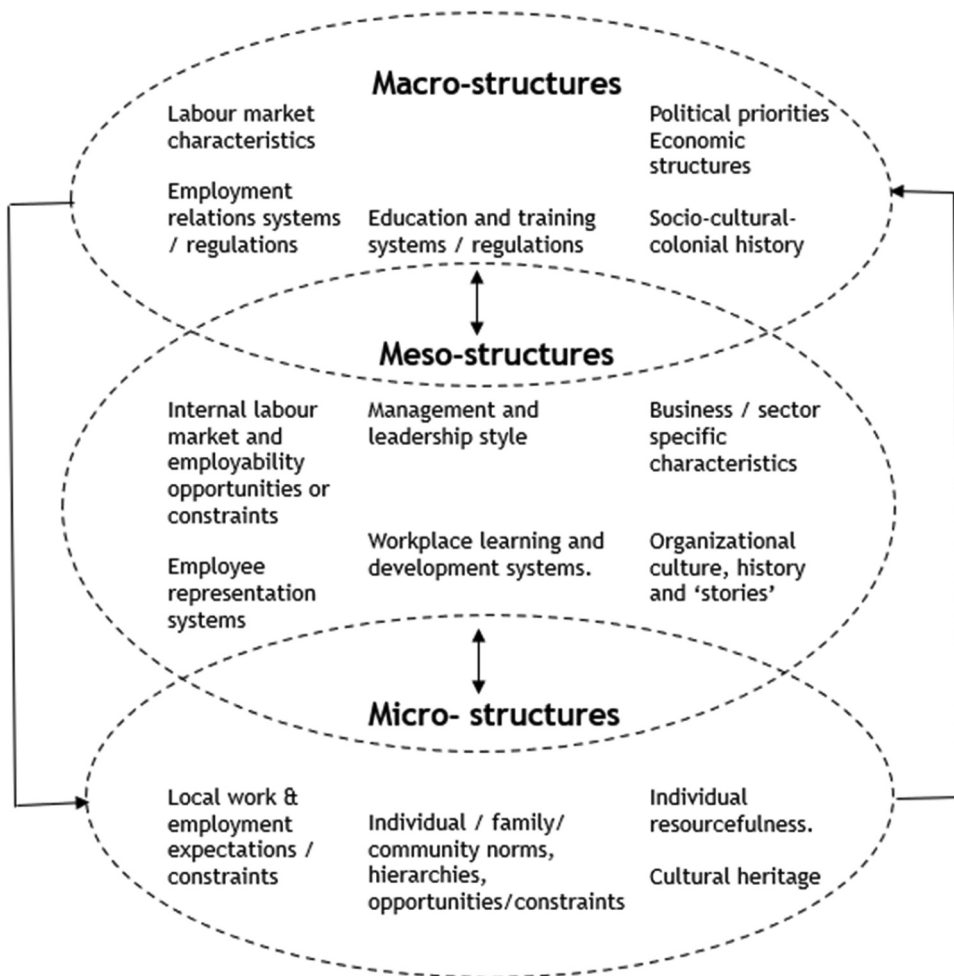 Macro-structures
Labour market
characteristics
Employment
relations systems
/ regulations
Education and training
systems / regulations
Political priorities
Economic
structures
Socio-cultural-
colonial history
Meso-structures
Internal labour
market and
employability
opportunities or
constraints
Employee
representation
systems
Management and
leadership style
Workplace learning and
development systems.
Business / sector
specific
characteristics
Organizational
culture, history
and ‘stories’
Micro- structures
Local work &
employment
expectations /
constraints
Individual / family/
community norms,
hierarchies,
opportunities/constraints
Individual
resourcefulness.
Cultural heritage